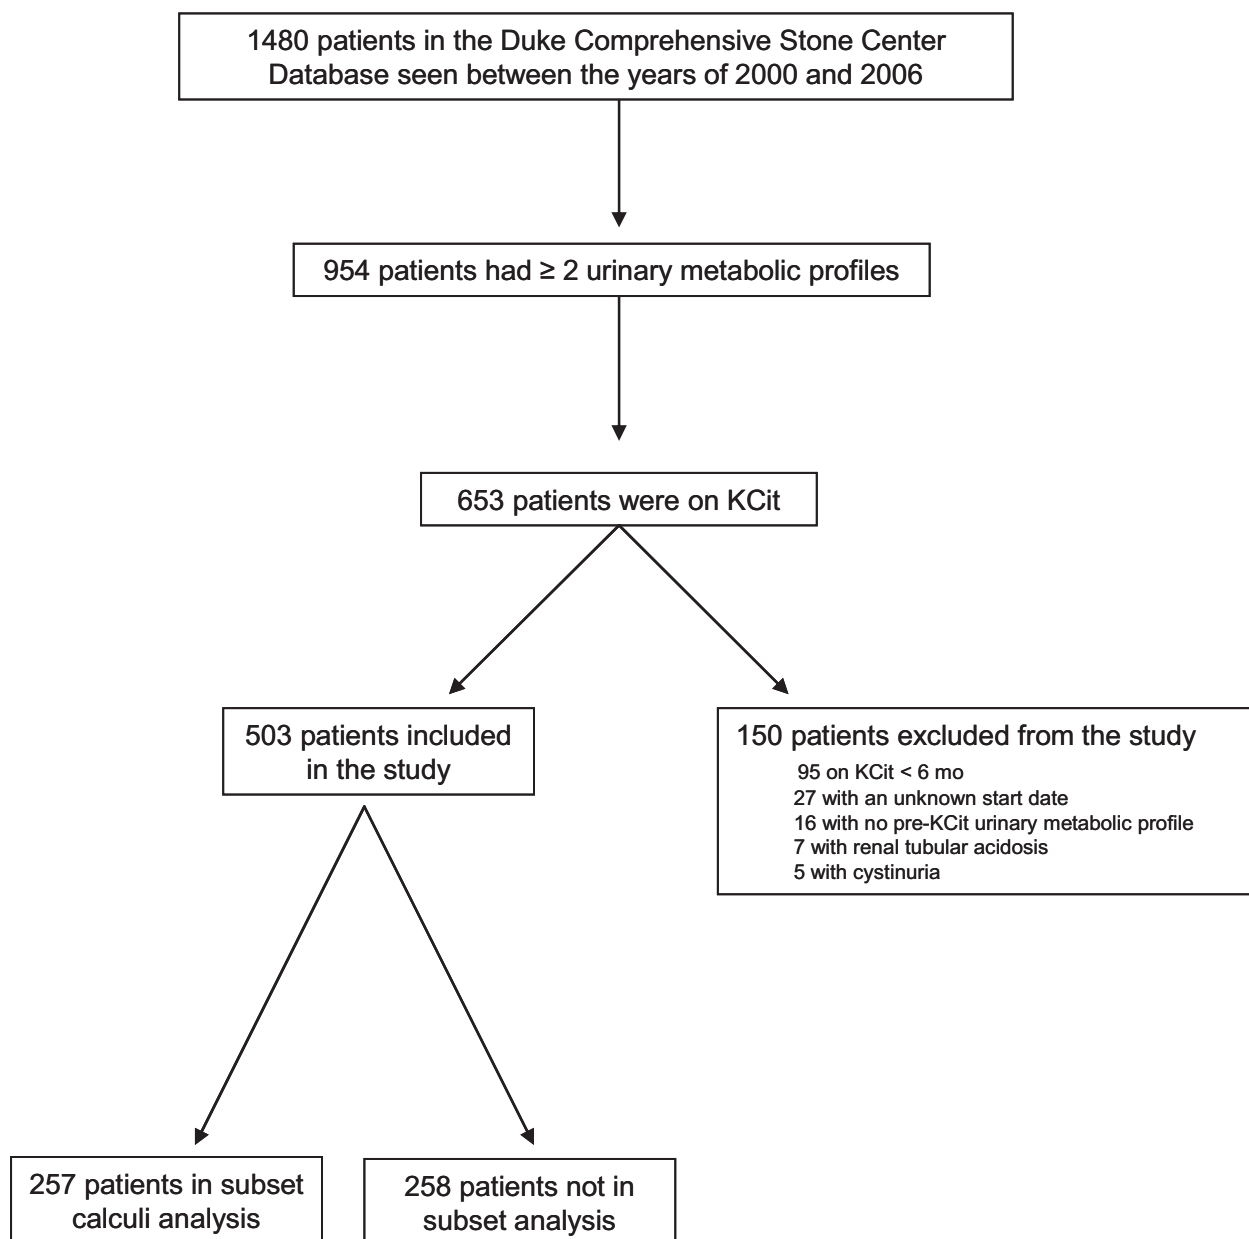 1480 patients in the Duke Comprehensive Stone Center
Database seen between the years of 2000 and 2006
954 patients had ≥ 2 urinary metabolic profiles
653 patients were on KCit
503 patients included
in the study
150 patients excluded from the study
95 on KCit < 6 mo
27 with an unknown start date
16 with no pre-KCit urinary metabolic profile
7 with renal tubular acidosis
5 with cystinuria
257 patients in subset
calculi analysis
258 patients not in
subset analysis